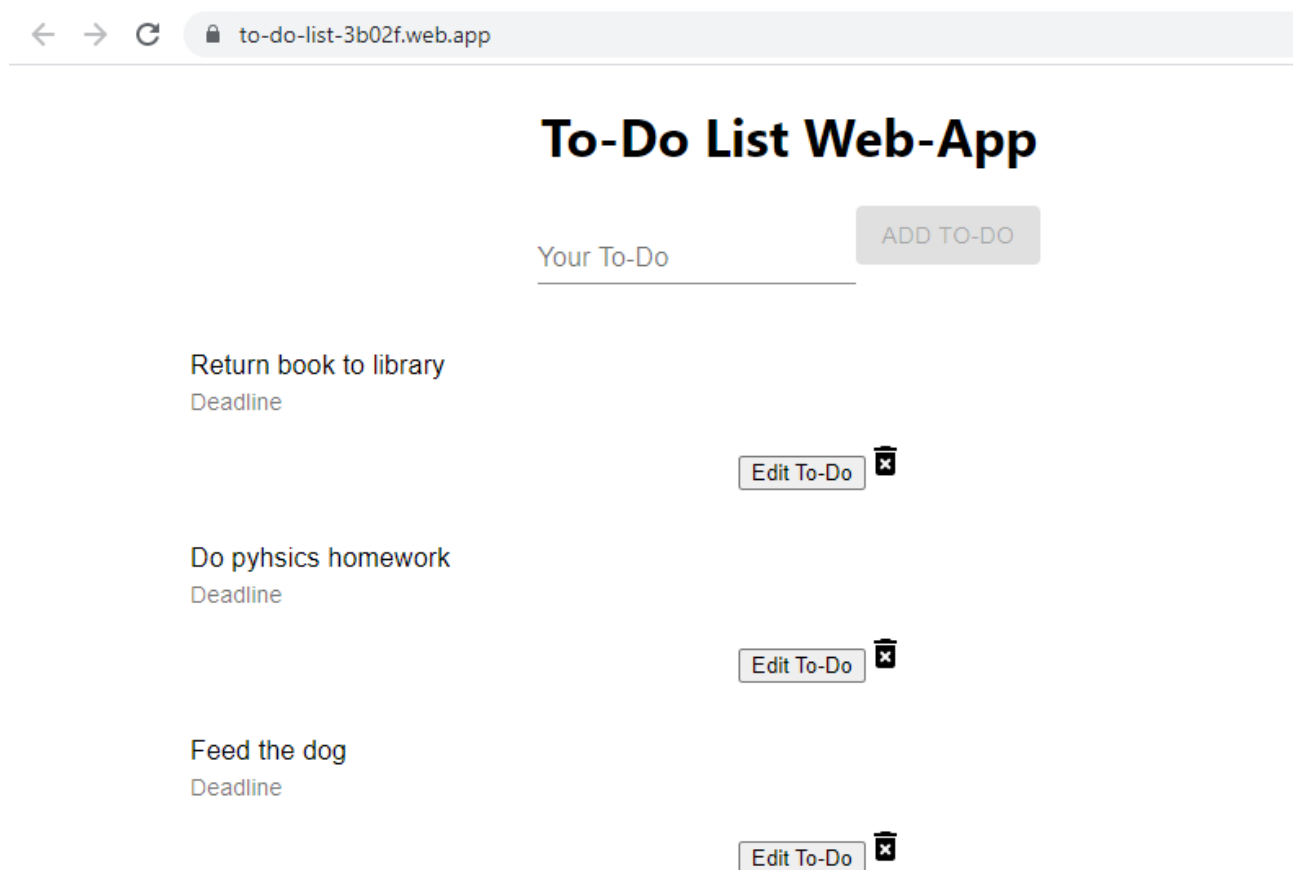 to-do-list-3b02f.web.app
To-Do List Web-App
Your To-Do
ADD TO-DO
Return book to library
Deadline
Edit To-Do
Do pyhsics homework
Deadline
Edit To-Do
Feed the dog
Deadline
Edit To-Do